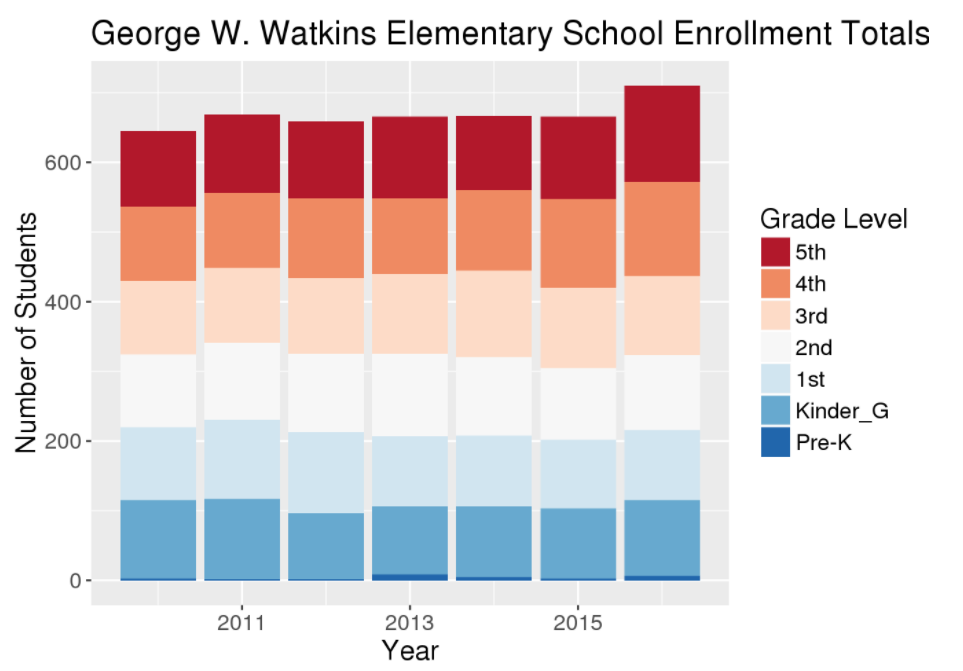 George W. Watkins Elementary School Enrollment Totals
Number of Students
600
400
200
0
2011
2013
2015
Year
Grade Level
5th
4th
3rd
2nd
1st
Kinder_G
Pre-K